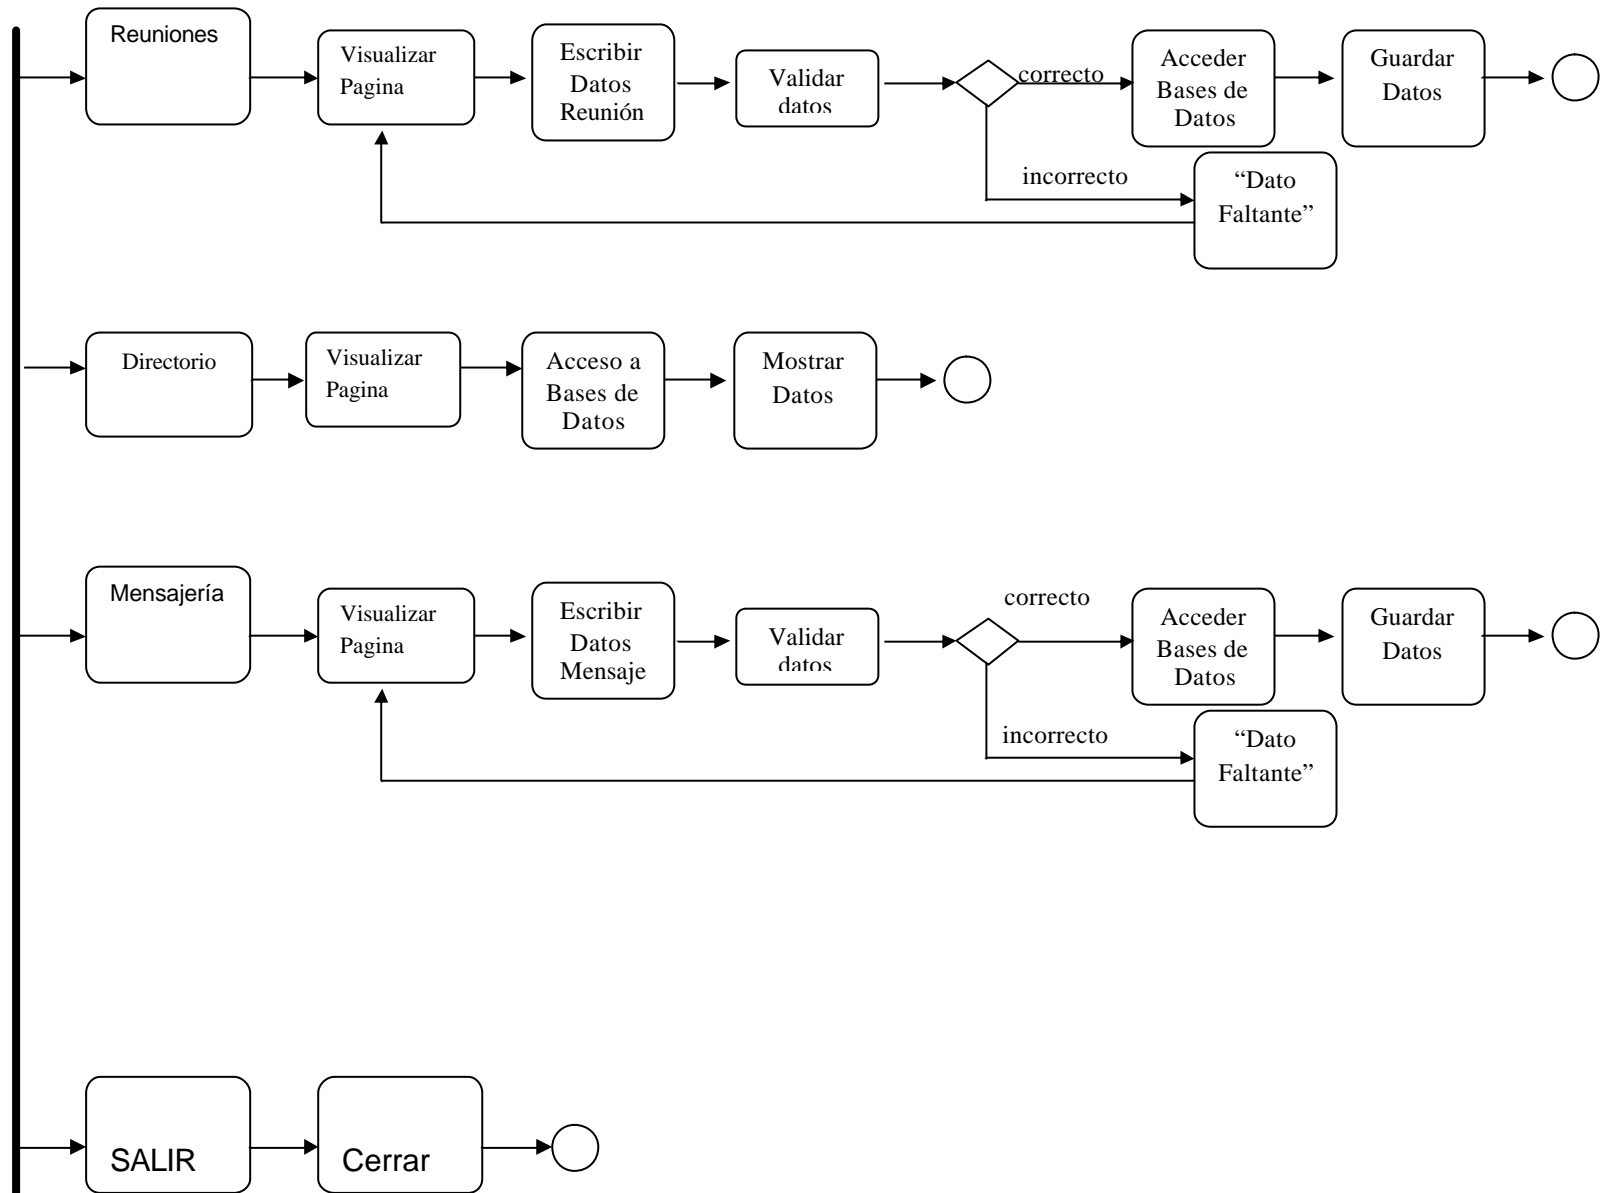 Reuniones
Visualizar
Pagina
Escribir
Datos
Reunión
Validar
datos
correcto
Acceder
Bases de
Datos
Guardar
Datos
incorrecto
“Dato
Faltante”
Directorio
Visualizar
Pagina
Acceso a
Bases de
Datos
Mostrar
Datos
Mensajería
Visualizar
Pagina
Escribir
Datos
Mensaje
Validar
datos
correcto
Acceder
Bases de
Datos
Guardar
Datos
incorrecto
“Dato
Faltante”
SALIR
Cerrar